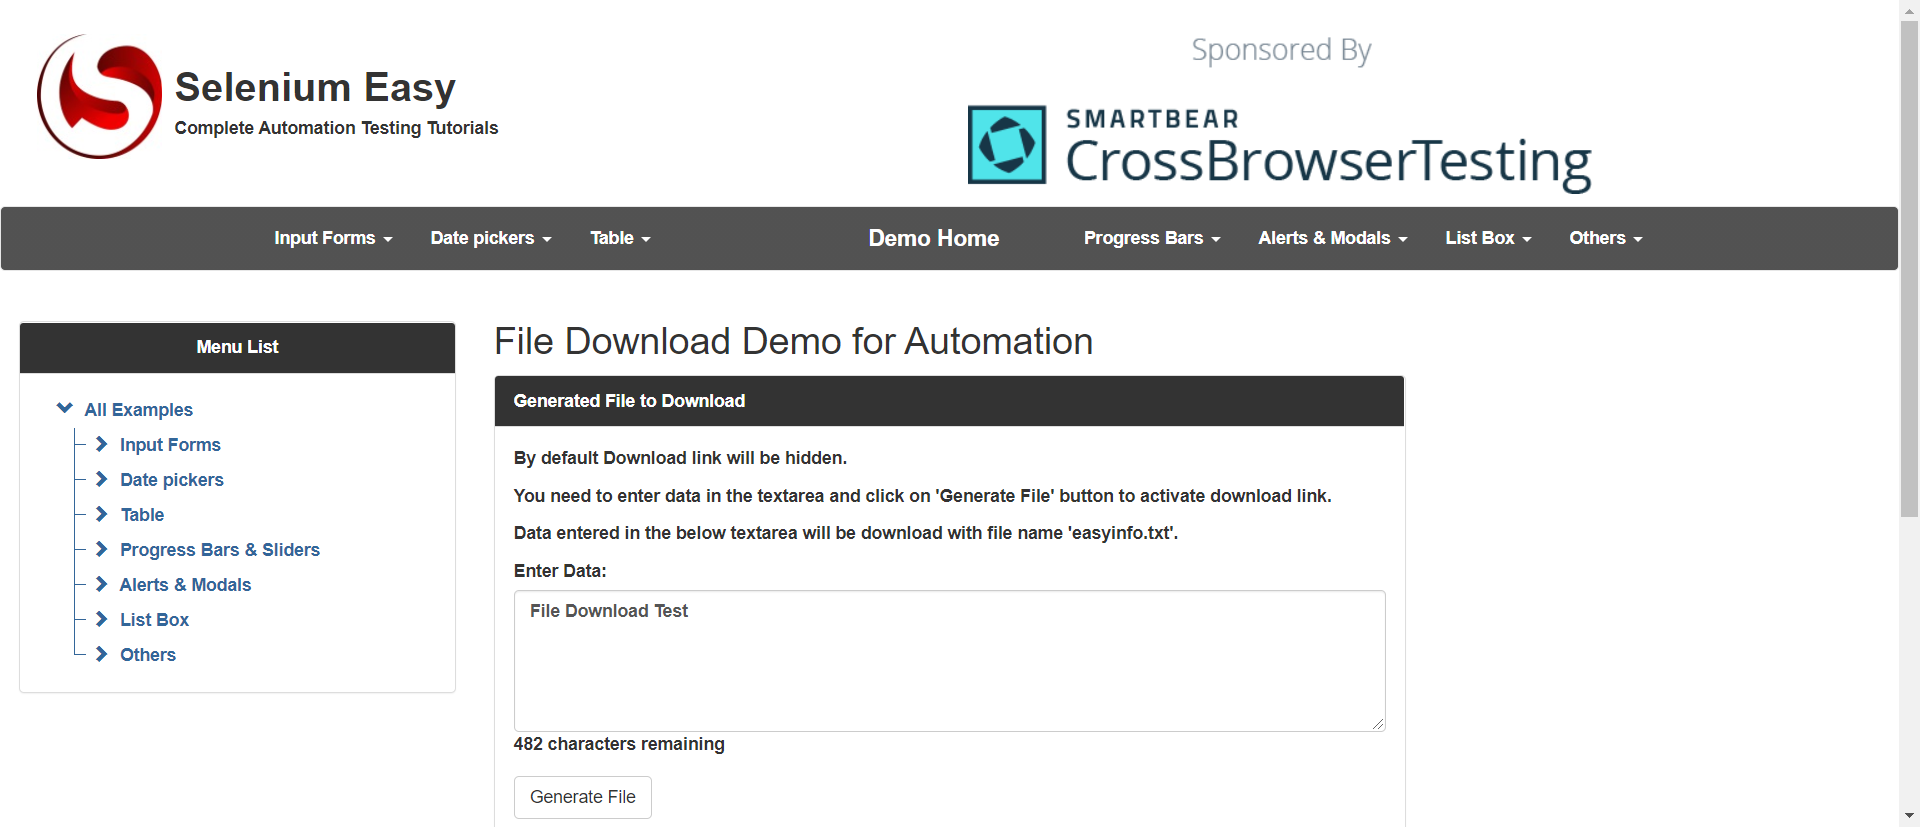 Selenium Easy
Complete Automation Testing Tutorials
Sponsored By
SMARTBEAR
CrossBrowserTesting
Input Forms Date pickers Table Demo Home Progress Bars Alerts & Modals List Box Others
Menu List
All Examples
Input Forms
Date pickers
Table
Progress Bars & Sliders
Alerts & Modals
List Box
Others
File Download Demo for Automation
Generated File to Download
By default Download link will be hidden.
You need to enter data in the textarea and click on 'Generate File' button to activate download link.
Data entered in the below textarea will be download with file name 'easyinfo.txt'.
Enter Data:
File Download Test
482 characters remaining
Generate File